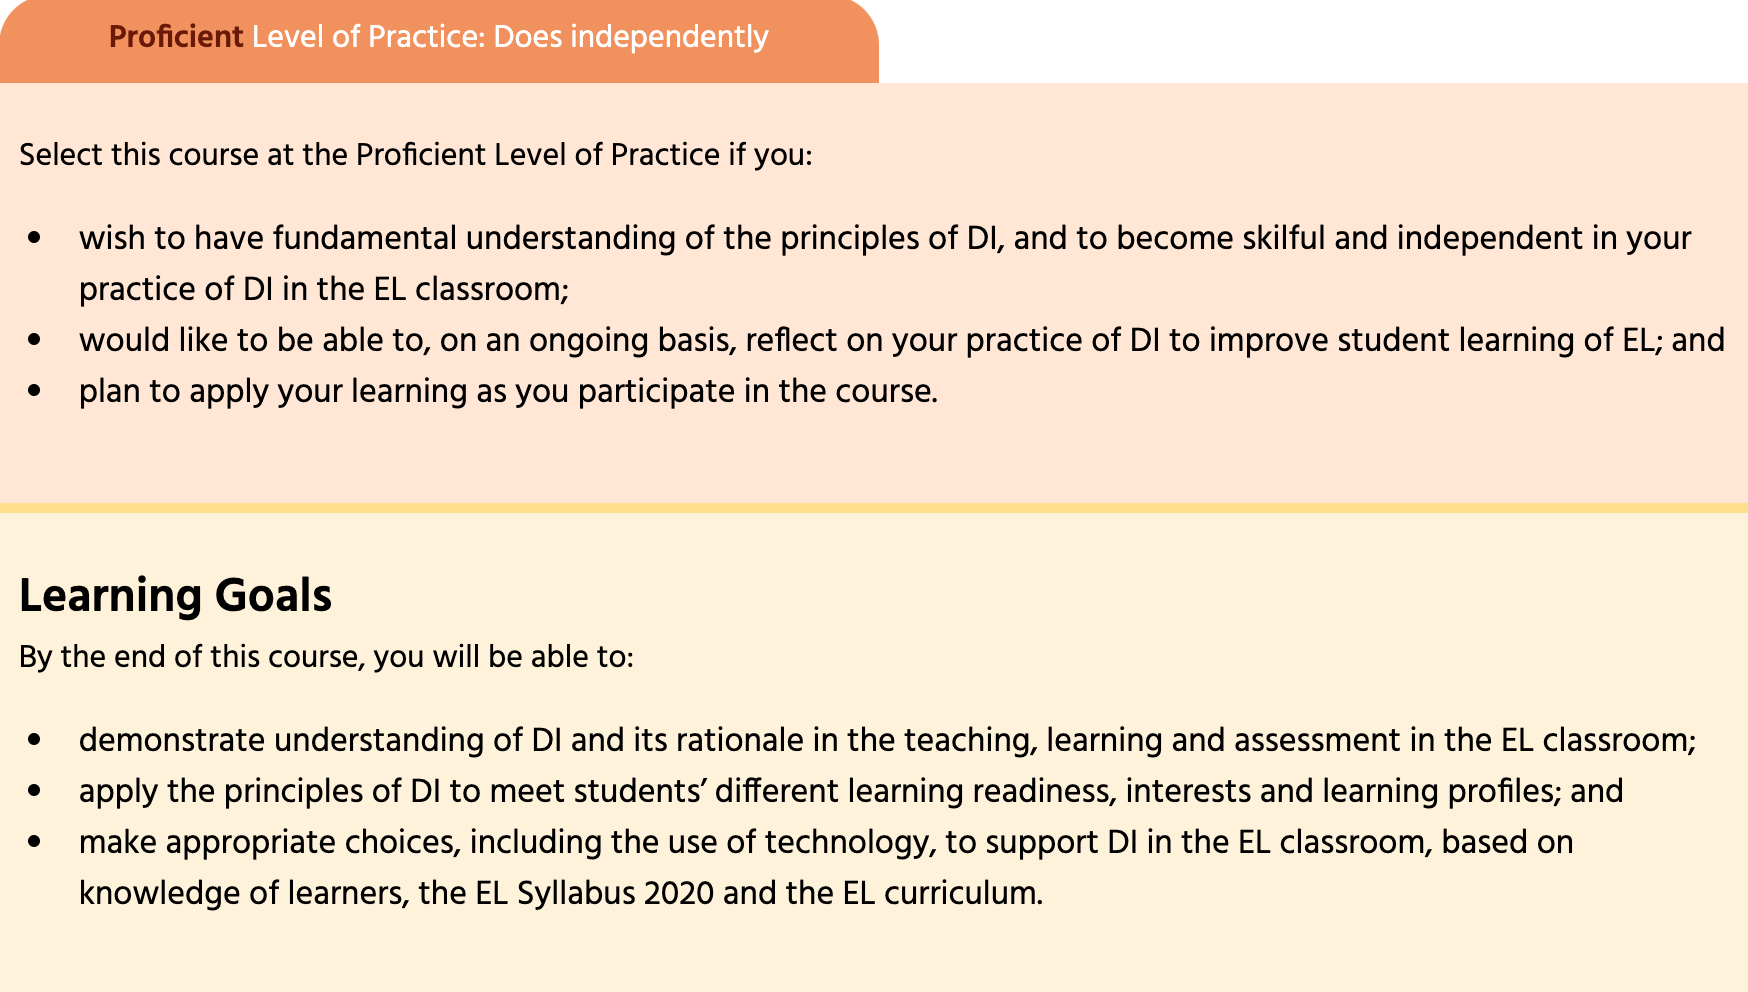 Proficient Level of Practice: Does independently
Select this course at the Proficient Level of Practice if you:
• wish to have fundamental understanding of the principles of DI, and to become skilful and independent in your
practice of DI in the EL classroom;
• would like to be able to, on an ongoing basis, reflect on your practice of DI to improve student learning of EL; and
• plan to apply your learning as you participate in the course.
Learning Goals
By the end of this course, you will be able to:
• demonstrate understanding of DI and its rationale in the teaching, learning and assessment in the EL classroom;
• apply the principles of DI to meet students’ different learning readiness, interests and learning profiles; and
• make appropriate choices, including the use of technology, to support DI in the EL classroom, based on
knowledge of learners, the EL Syllabus 2020 and the EL curriculum.